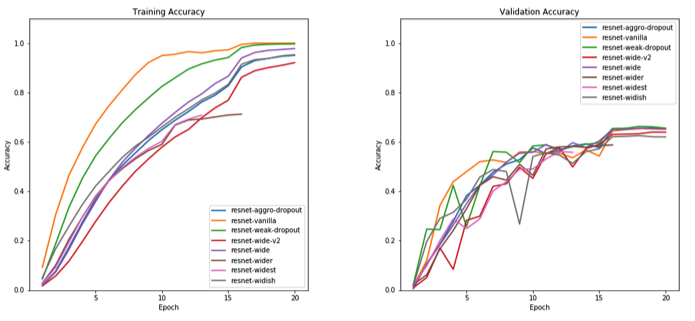 Training Accuracy
1.0
0.8
0.6
0.4
0.2
0.0
Accuracy
resnet-aggro-dropout
resnet-vanilla
resnet-weak-dropout
resnet-wide-v2
resnet-wide
resnet-wider
resnet-widest
resnet-widish
5
10
15
20
Epoch
Validation Accuracy
1.0
0.8
0.6
0.4
0.2
0.0
Accuracy
resnet-aggro-dropout
resnet-vanilla
resnet-weak-dropout
resnet-wide-v2
resnet-wide
resnet-wider
resnet-widest
resnet-widish
5
10
15
20
Epoch